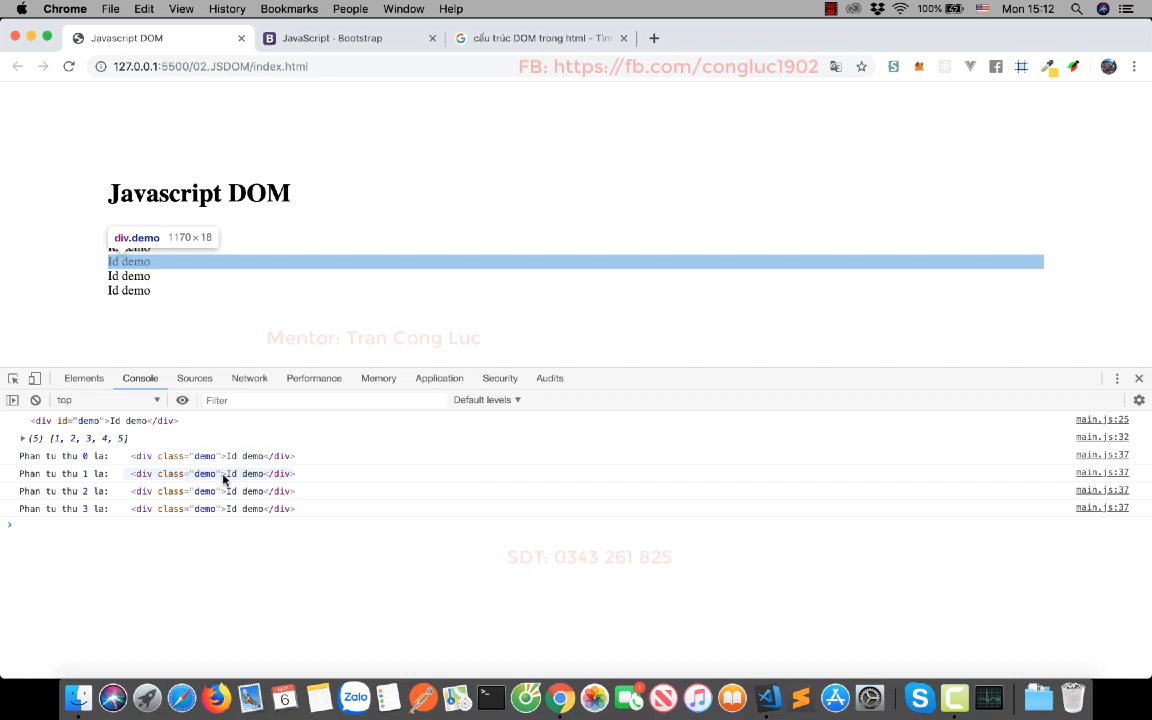 Chrome File Edit View History Bookmarks People Window Help 100% Mon 15:12
Javascript DOM JavaScript · Bootstrap cấu trúc DOM trong html - Tìm
127.0.0.1:5500/02.JSDOM/index.html FB: https://fb.com/congluc1902
Javascript DOM
div.demo 1170×18
Id demo
Id demo
Id demo
Id demo
Mentor: Tran Cong Luc
Elements Console Sources Network Performance Memory Application Security Audits
top Filter Default levels
<div id="demo">Id demo</div> main.js:25
(5) [1, 2, 3, 4, 5] main.js:32
Phan tu thu 0 la: <div class="demo">Id demo</div> main.js:37
Phan tu thu 1 la: <div class="demo">Id demo</div> main.js:37
Phan tu thu 2 la: <div class="demo">Id demo</div> main.js:37
Phan tu thu 3 la: <div class="demo">Id demo</div> main.js:37
SDT: 0343 261 825
6 Zalo 1